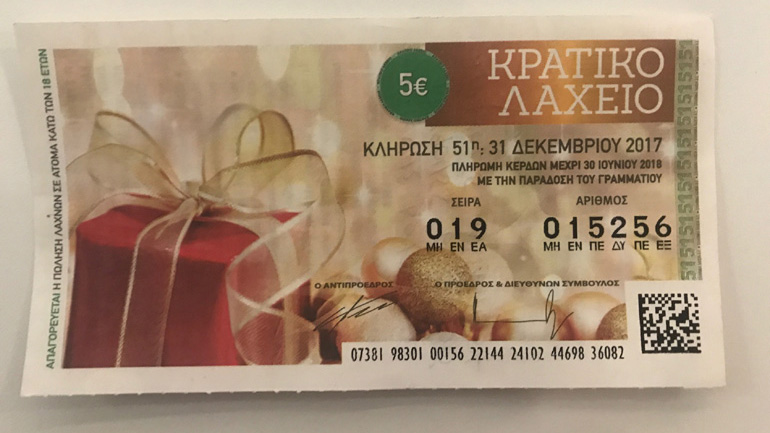 5€
ΚΡΑΤΙΚΟ
ΛΑΧΕΙΟ
ΚΛΗΡΩΣΗ 51η: 31 ΔΕΚΕΜΒΡΙΟΥ 2017
ΠΛΗΡΩΜΗ ΚΕΡΔΩΝ ΜΕΧΡΙ 30 ΙΟΥΝΙΟΥ 2018
ΜΕ ΤΗΝ ΠΑΡΑΔΟΣΗ ΤΟΥ ΓΡΑΜΜΑΤΙΟΥ
ΣΕΙΡΑ ΑΡΙΘΜΟΣ
019 015256
ΜΗ ΕΝ ΕΑ ΜΗ ΕΝ ΠΕ ΔΥ ΠΕ ΕΞ
Ο ΑΝΤΙΠΡΟΕΔΡΟΣ Ο ΠΡΟΕΔΡΟΣ & ΔΙΕΥΘΥΝΩΝ ΣΥΜΒΟΥΛΟΣ
07381 98301 00156 22144 24102 44698 36082
ΑΠΑΓΟΡΕΥΕΤΑΙ Η ΠΩΛΗΣΗ ΛΑΧΝΩΝ ΣΕ ΑΤΟΜΑ ΚΑΤΩ ΤΩΝ 18 ΕΤΩΝ
515151515151515151515151